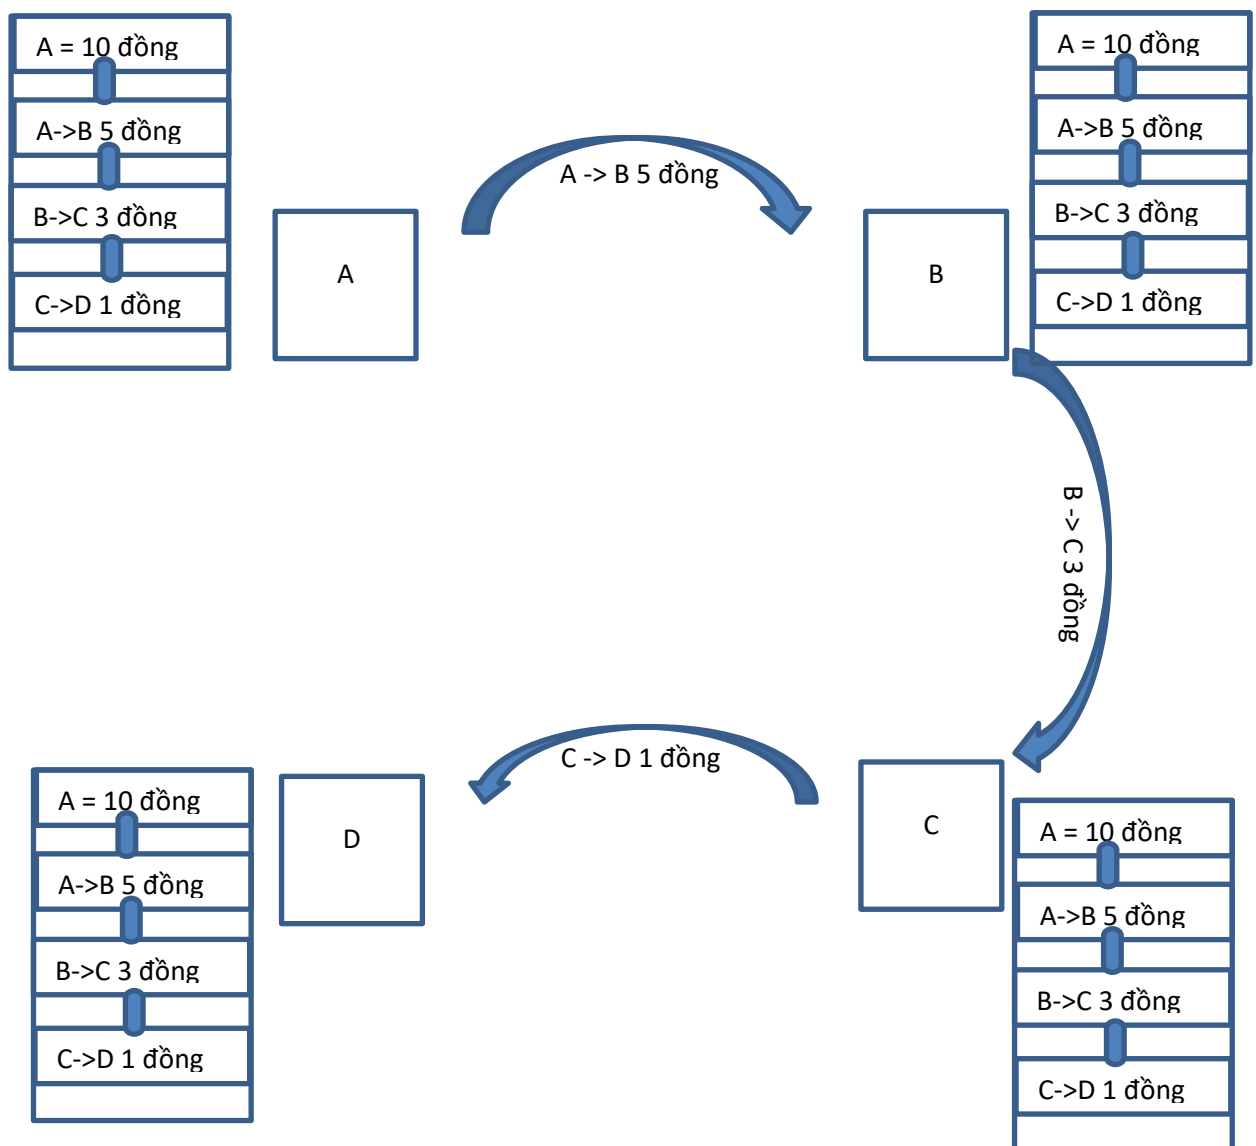 A = 10 đồng
A->B 5 đồng
B->C 3 đồng
C->D 1 đồng
A
A -> B 5 đồng
B
A = 10 đồng
A->B 5 đồng
B->C 3 đồng
C->D 1 đồng
B -> C 3 đồng
A = 10 đồng
A->B 5 đồng
B->C 3 đồng
C->D 1 đồng
D
C -> D 1 đồng
C
A = 10 đồng
A->B 5 đồng
B->C 3 đồng
C->D 1 đồng